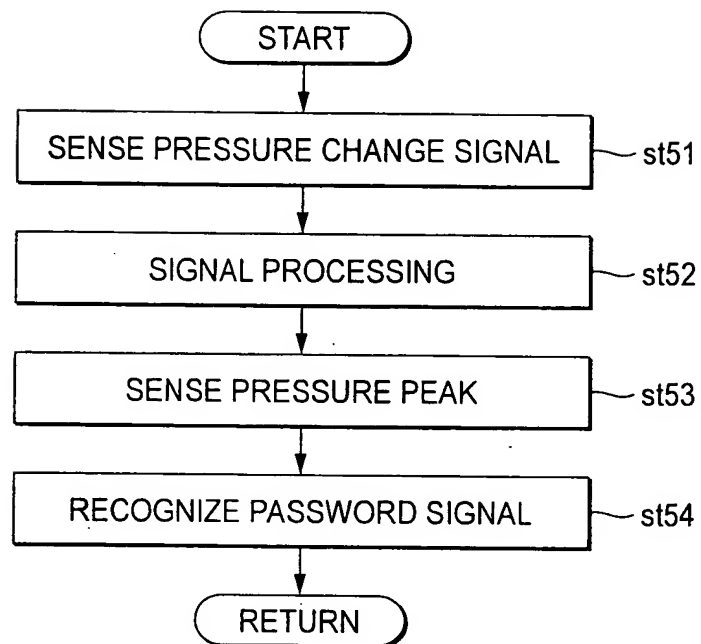 START
SENSE PRESSURE CHANGE SIGNAL st51
SIGNAL PROCESSING st52
SENSE PRESSURE PEAK st53
RECOGNIZE PASSWORD SIGNAL st54
RETURN